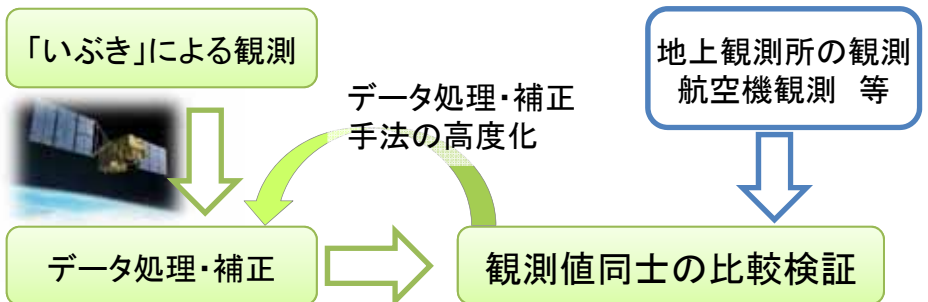 「いぶき」による観測
地上観測所の観測
航空機観測　等
データ処理・補正
手法の高度化
データ処理・補正
観測値同士の比較検証